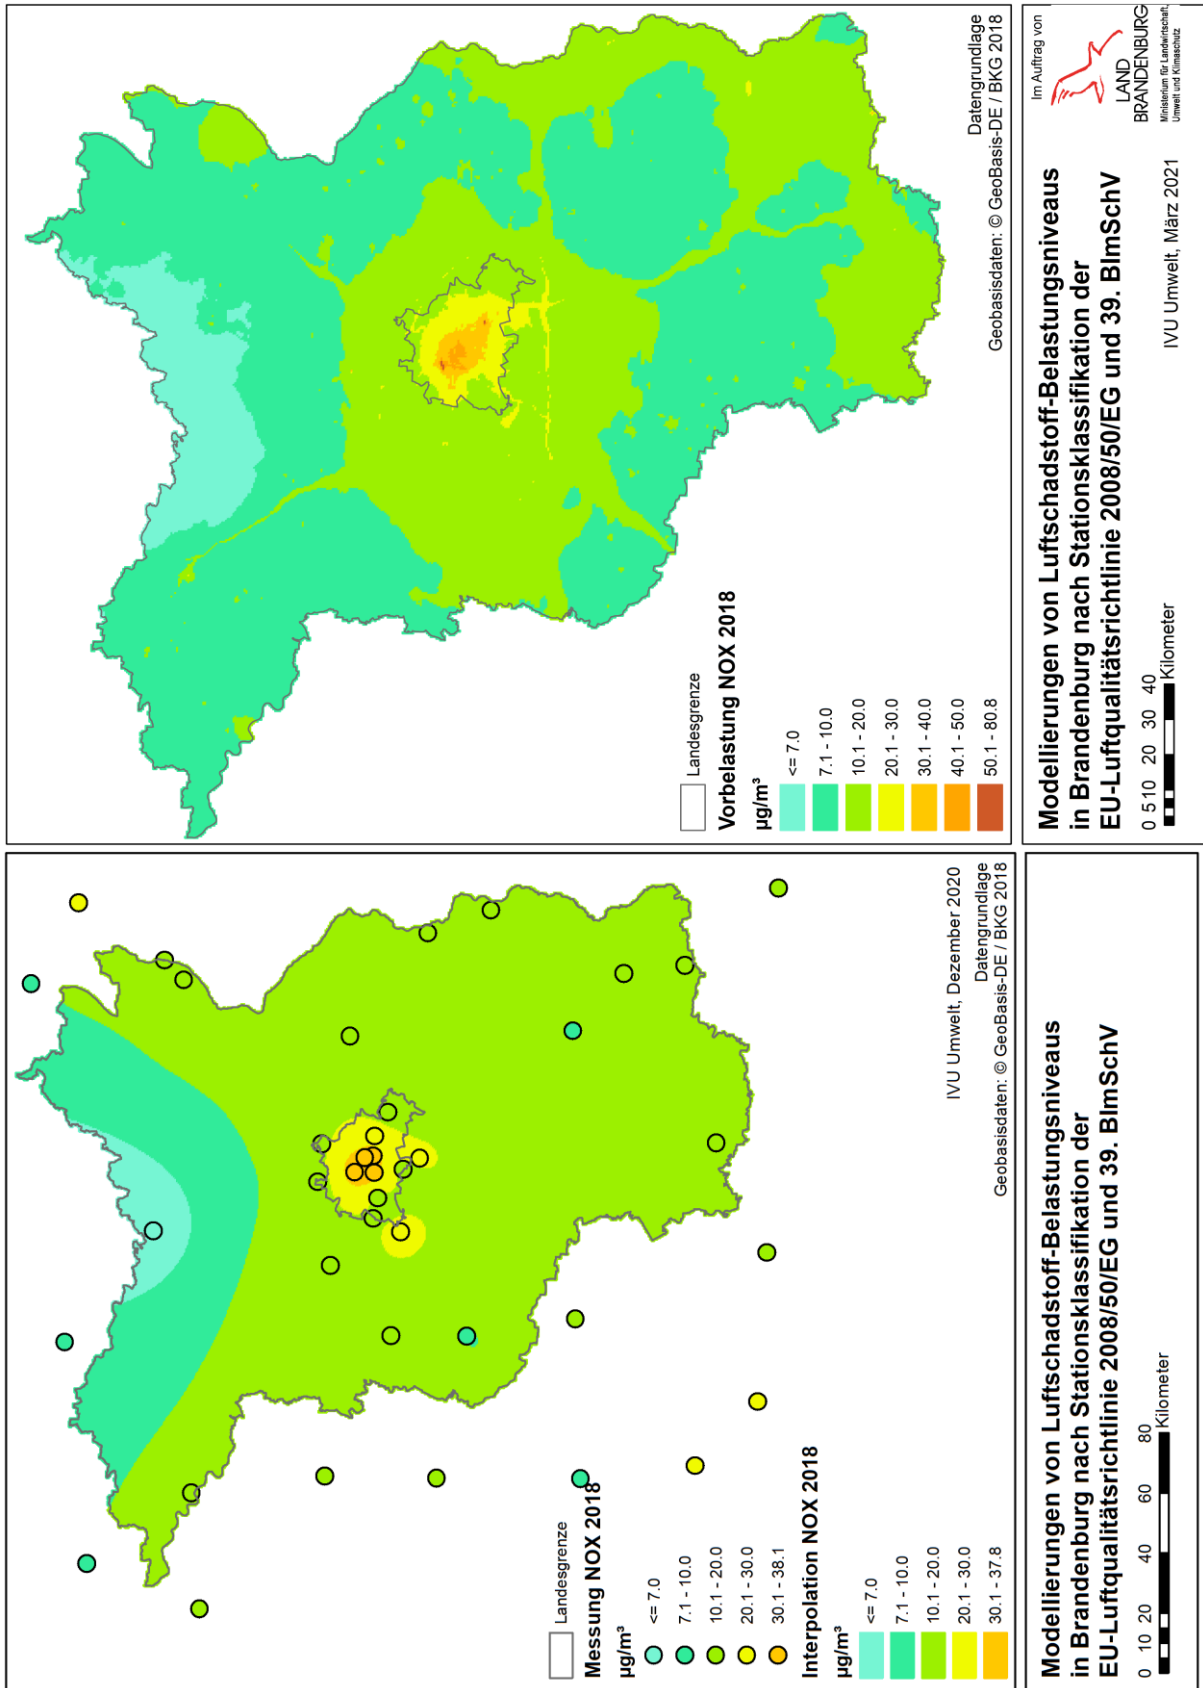 Landesgrenze
Messung NOX 2018
µg/m³
<= 7.0
7.1 - 10.0
10.1 - 20.0
20.1 - 30.0
30.1 - 38.1
Interpolation NOX 2018
µg/m³
<= 7.0
7.1 - 10.0
10.1 - 20.0
20.1 - 30.0
30.1 - 37.8
IVU Umwelt, Dezember 2020
Datengrundlage
Geobasisdaten: © GeoBasis-DE / BKG 2018
Modellierungen von Luftschadstoff-Belastungsniveaus
in Brandenburg nach Stationsklassifikation der
EU-Luftqualitätsrichtlinie 2008/50/EG und 39. BImSchV
0 10 20 40 60 80
Kilometer
Landesgrenze
Vorbelastung NOX 2018
µg/m³
<= 7.0
7.1 - 10.0
10.1 - 20.0
20.1 - 30.0
30.1 - 40.0
40.1 - 50.0
50.1 - 80.8
Datengrundlage
Geobasisdaten: © GeoBasis-DE / BKG 2018
Modellierungen von Luftschadstoff-Belastungsniveaus
in Brandenburg nach Stationsklassifikation der
EU-Luftqualitätsrichtlinie 2008/50/EG und 39. BImSchV
0 5 10 20 30 40
Kilometer
IVU Umwelt, März 2021
Im Auftrag von
LAND
BRANDENBURG
Ministerium für Landwirtschaft,
Umwelt und Klimaschutz